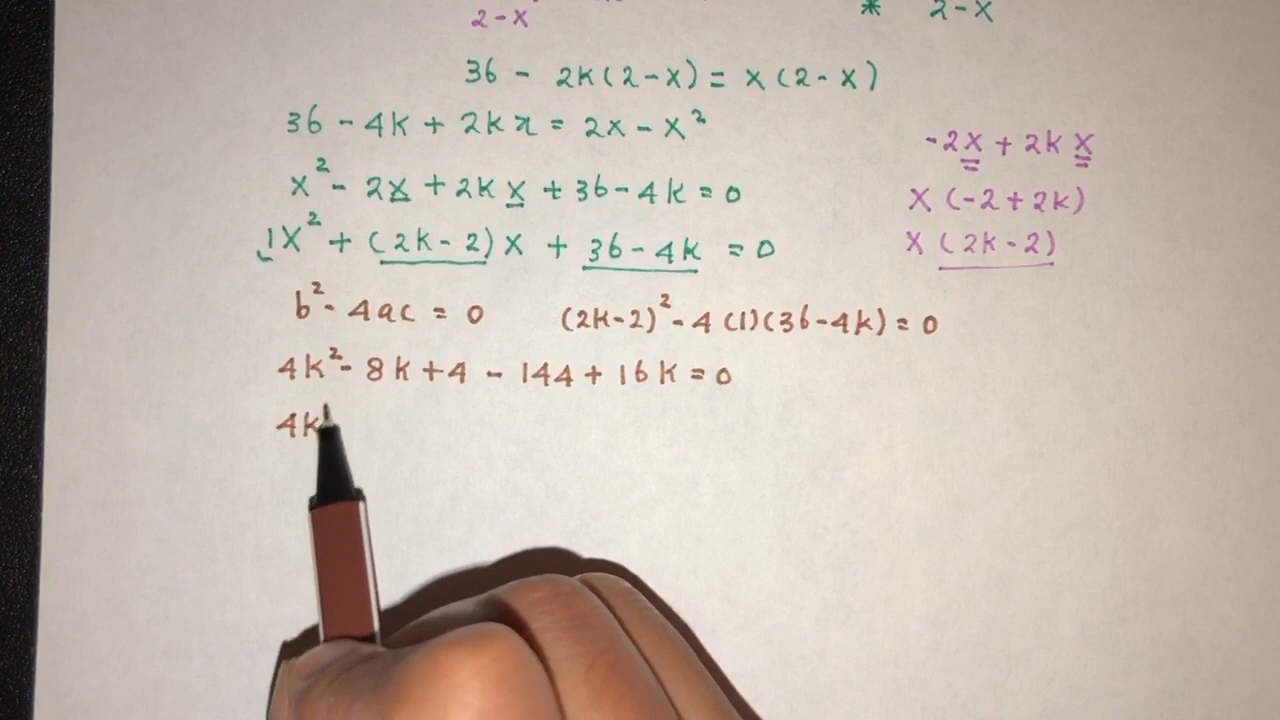 2-x * 2-x
36 - 2k(2-x) = x(2-x)
36 - 4k + 2kx = 2x - x²
-2x + 2kx
x² - 2x + 2kx + 36 - 4k = 0
x(-2+2k)
1x² + (2k-2)x + 36-4k = 0
x(2k-2)
b² - 4ac = 0 (2k-2)² - 4(1)(36-4k) = 0
4k² - 8k + 4 - 144 + 16k = 0
4k